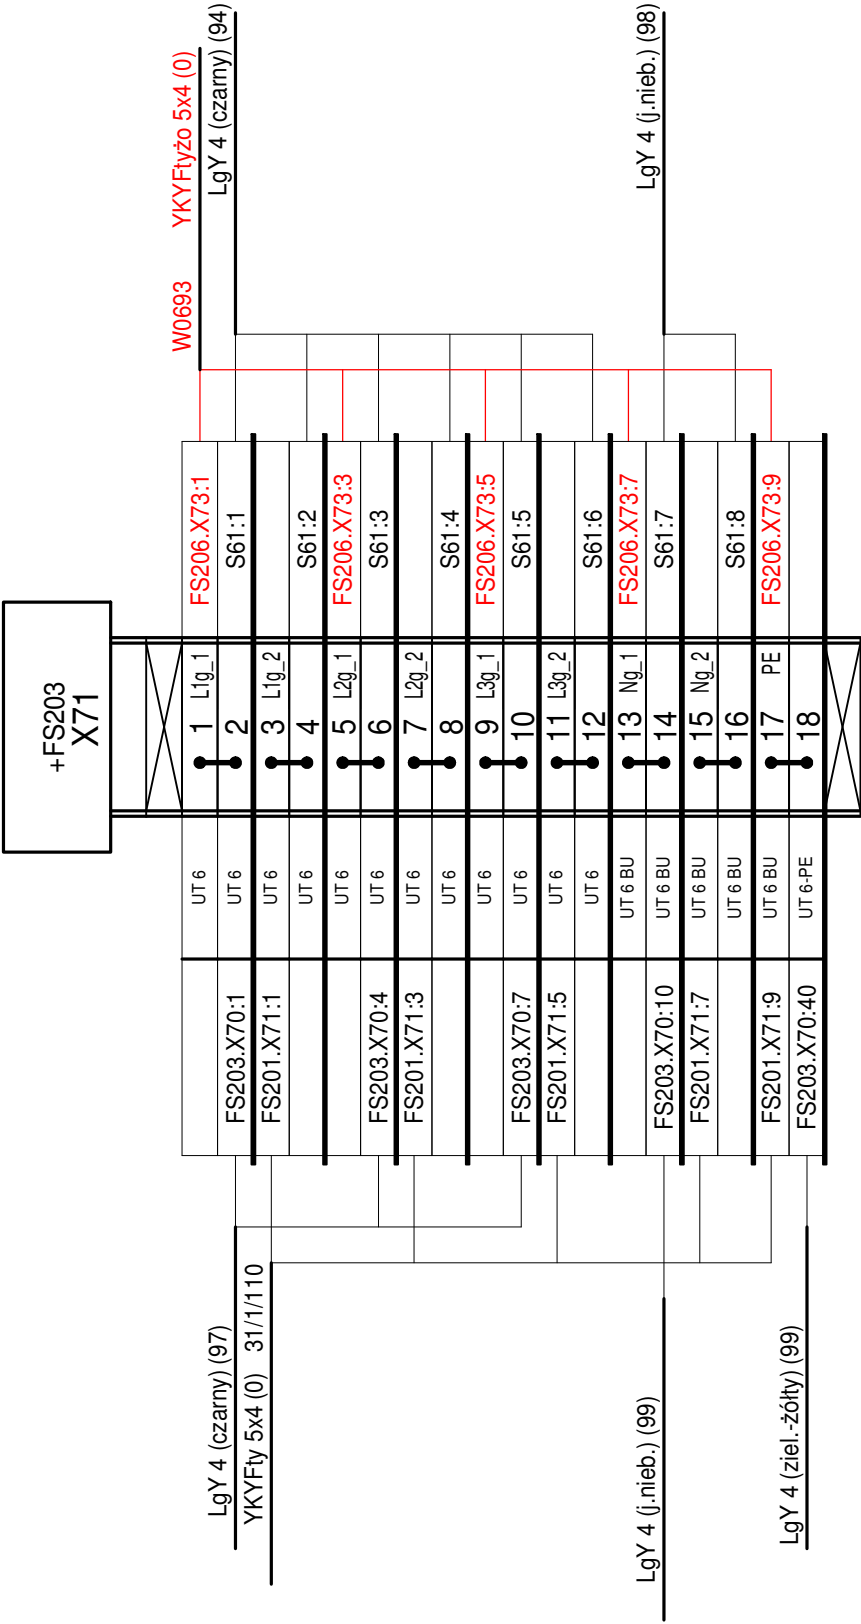 +FS203
X71
W0693 YKYFtyżo 5x4 (0)
LgY 4 (czarny) (94)
LgY 4 (j.nieb.) (98)
UT 6 1 L1g_1 FS206.X73:1
FS203.X70:1 UT 6 2 S61:1
FS201.X71:1 UT 6 3 L1g_2
UT 6 4 S61:2
UT 6 5 L2g_1 FS206.X73:3
FS203.X70:4 UT 6 6 S61:3
FS201.X71:3 UT 6 7 L2g_2
UT 6 8 S61:4
UT 6 9 L3g_1 FS206.X73:5
FS203.X70:7 UT 6 10 S61:5
FS201.X71:5 UT 6 11 L3g_2
UT 6 12 S61:6
UT 6 BU 13 Ng_1 FS206.X73:7
FS203.X70:10 UT 6 BU 14 S61:7
FS201.X71:7 UT 6 BU 15 Ng_2
UT 6 BU 16 S61:8
FS201.X71:9 UT 6 BU 17 PE FS206.X73:9
FS203.X70:40 UT 6-PE 18
LgY 4 (czarny) (97)
YKYFty 5x4 (0) 31/1/110
LgY 4 (j.nieb.) (99)
LgY 4 (ziel.-żółty) (99)